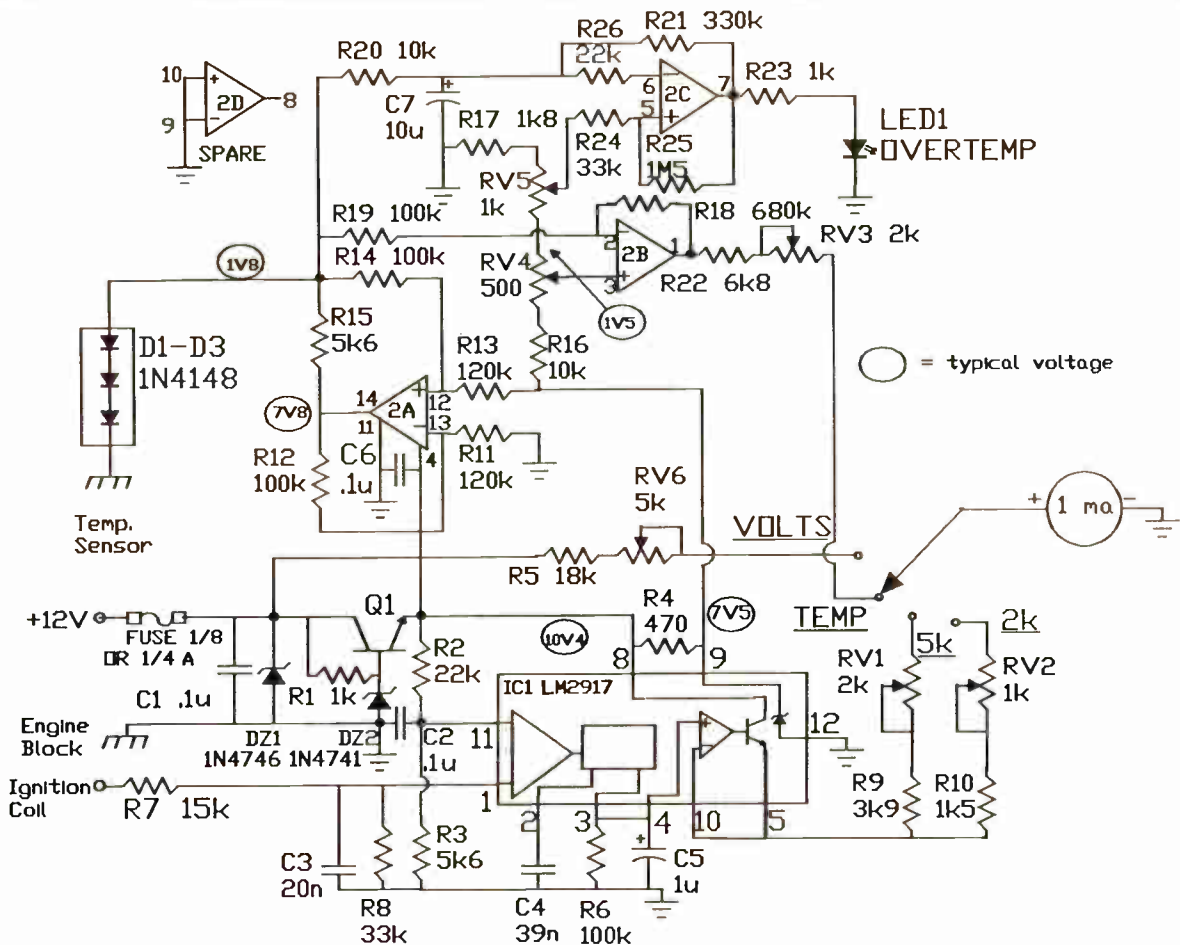 R20 10k
R26
22k
R21 330k
10
+
2D
8
-
9
SPARE
+
C7
10u
R17 1k8
R24
33k
6
-
2C
7
5
+
R25
1M5
R23 1k
LED1
OVERTEMP
RV5
1k
R19 100k
R14 100k
R18 680k
2
-
2B
1
+
3
RV4
500
R22 6k8
RV3 2k
1V8
1V5
R15
5k6
R13
120k
R16
10k
D1-D3
1N4148
= typical voltage
7V8
14
2A
+
12
11
-
13
4
R12
100k
C6
.1u
R11
120k
Temp.
Sensor
RV6
5k
VOLTS
+
1 ma
-
R5 18k
+12V
FUSE 1/8
OR 1/4 A
Q1
R4
470
7V5
10V4
TEMP
8
9
5k
2k
C1 .1u
R1 1k
R2
22k
IC1 LM2917
RV1
2k
RV2
1k
Engine
Block
DZ1
1N4746
DZ2
1N4741
C2
.1u
11
+
-
12
Ignition
Coil
R7 15k
1
2
3
4
10
5
R9
3k9
R10
1k5
C3
20n
R8
33k
R3
5k6
C4
39n
R6
100k
+
C5
1u